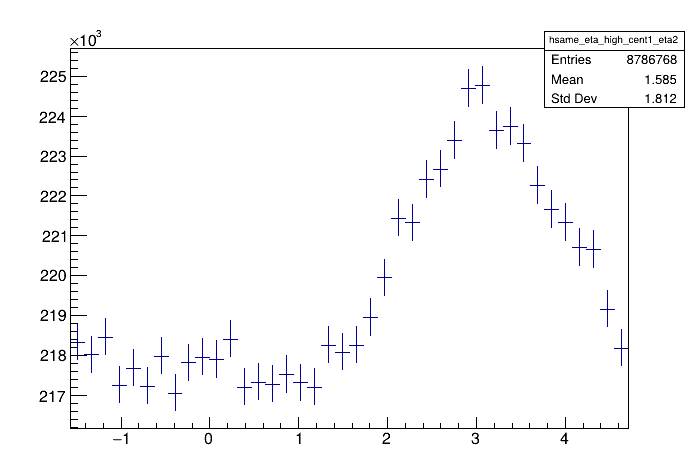 ×10³
hsame_eta_high_cent1_eta2
Entries 8786768
Mean 1.585
Std Dev 1.812
225
224
223
222
221
220
219
218
217
−1 0 1 2 3 4